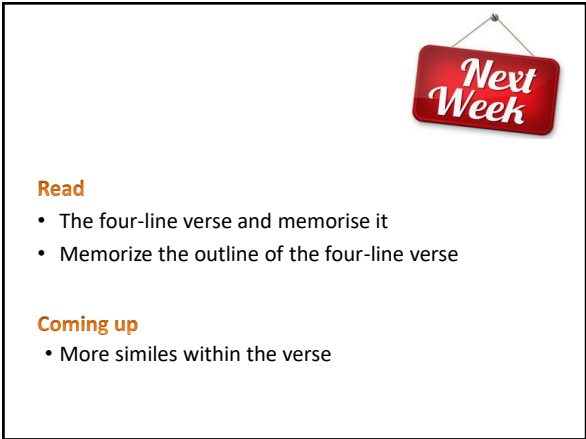 Next
Week
Read
• The four-line verse and memorise it
• Memorize the outline of the four-line verse
Coming up
• More similes within the verse